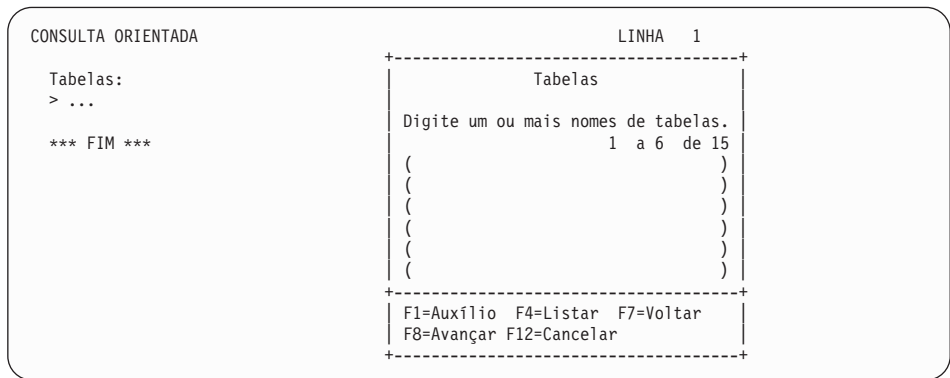 CONSULTA ORIENTADA LINHA 1
+-------------------------------------+
Tabelas: | Tabelas |
> ... | |
| Digite um ou mais nomes de tabelas. |
*** FIM *** | 1 a 6 de 15 |
| ( ) |
| ( ) |
| ( ) |
| ( ) |
| ( ) |
| ( ) |
+-------------------------------------+
| F1=Auxílio F4=Listar F7=Voltar |
| F8=Avançar F12=Cancelar |
+-------------------------------------+